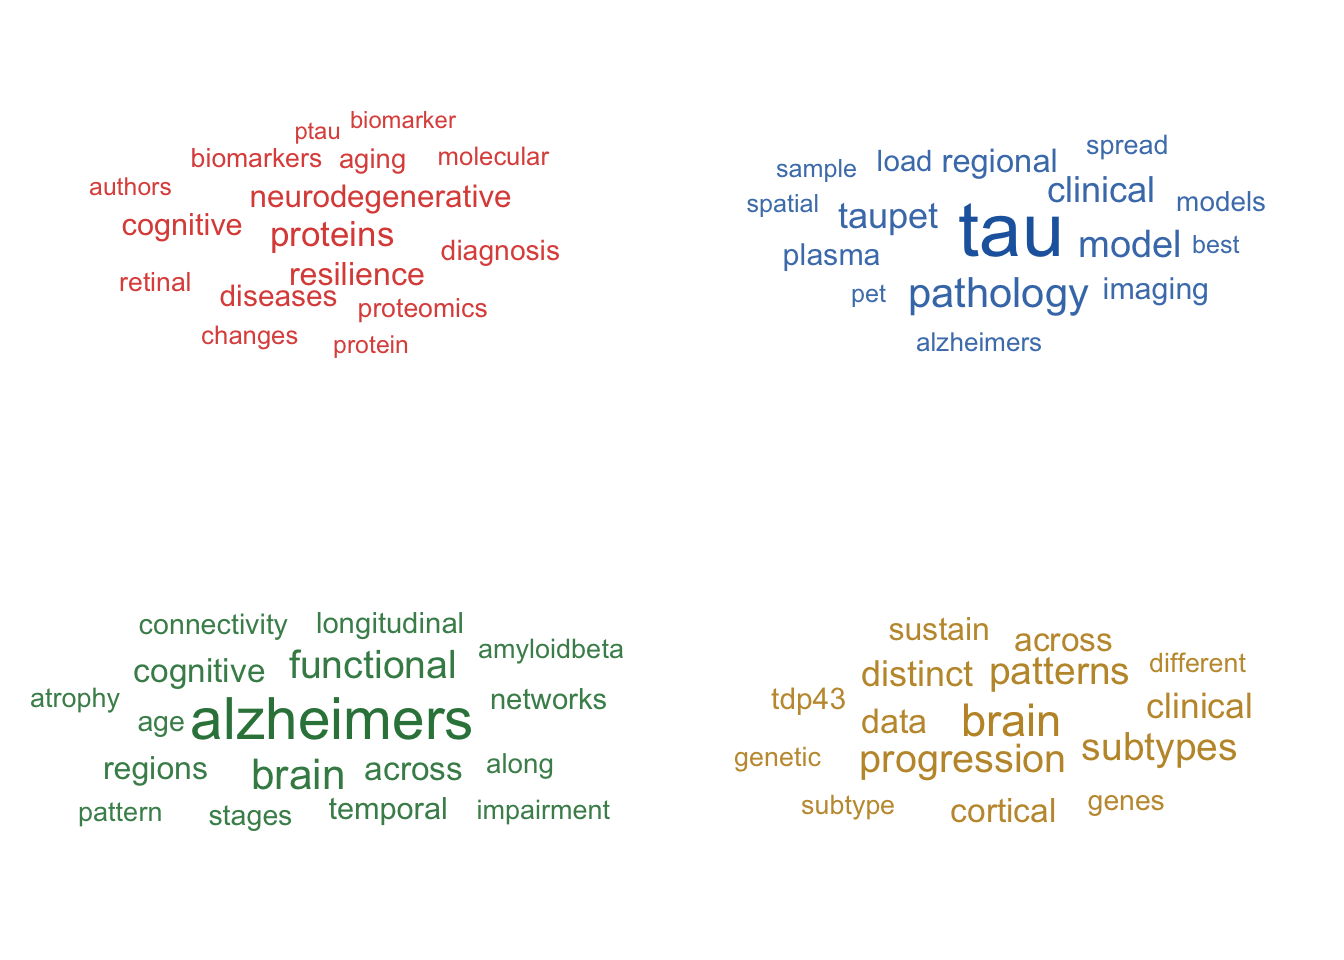 ptau biomarker
biomarkers aging molecular
authors neurodegenerative
cognitive proteins
diagnosis
resilience
retinal diseases
proteomics
changes protein
spread
sample load regional
clinical
spatial taupet tau models
plasma model best
pet pathology imaging
alzheimers
connectivity longitudinal
cognitive functional amyloidbeta
atrophy networks
age alzheimers
regions brain across along
pattern stages temporal impairment
sustain across
distinct patterns different
tdp43 clinical
data brain
genetic progression subtypes
subtype cortical genes